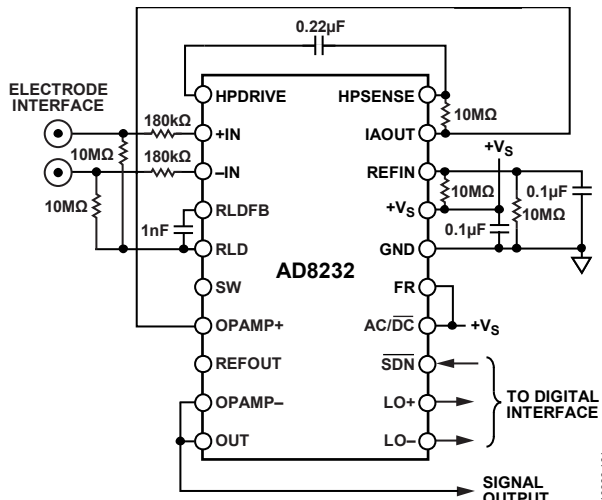 0.22µF
ELECTRODE
INTERFACE
HPDRIVE
HPSENSE
10MΩ
180kΩ
+IN
IAOUT
+VS
10MΩ
180kΩ
–IN
REFIN
10MΩ
0.1µF
10MΩ
RLDFB
+VS
10MΩ
1nF
0.1µF
RLD
GND
AD8232
SW
FR
OPAMP+
AC/DC
+VS
REFOUT
SDN
OPAMP–
LO+
TO DIGITAL
INTERFACE
OUT
LO–
SIGNAL
OUTPUT